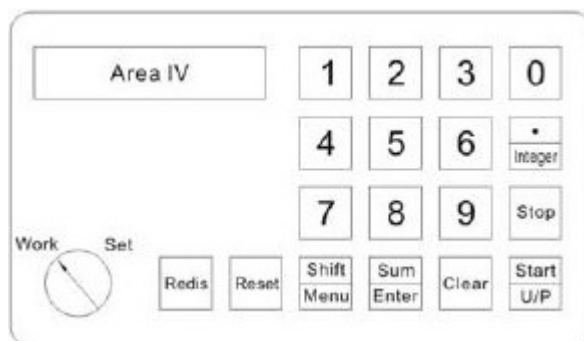 Area IV
1 2 3 0
4 5 6 .
Integer
7 8 9 Stop
Work Set
Redis Reset Shift Sum Clear Start
Menu Enter U/P